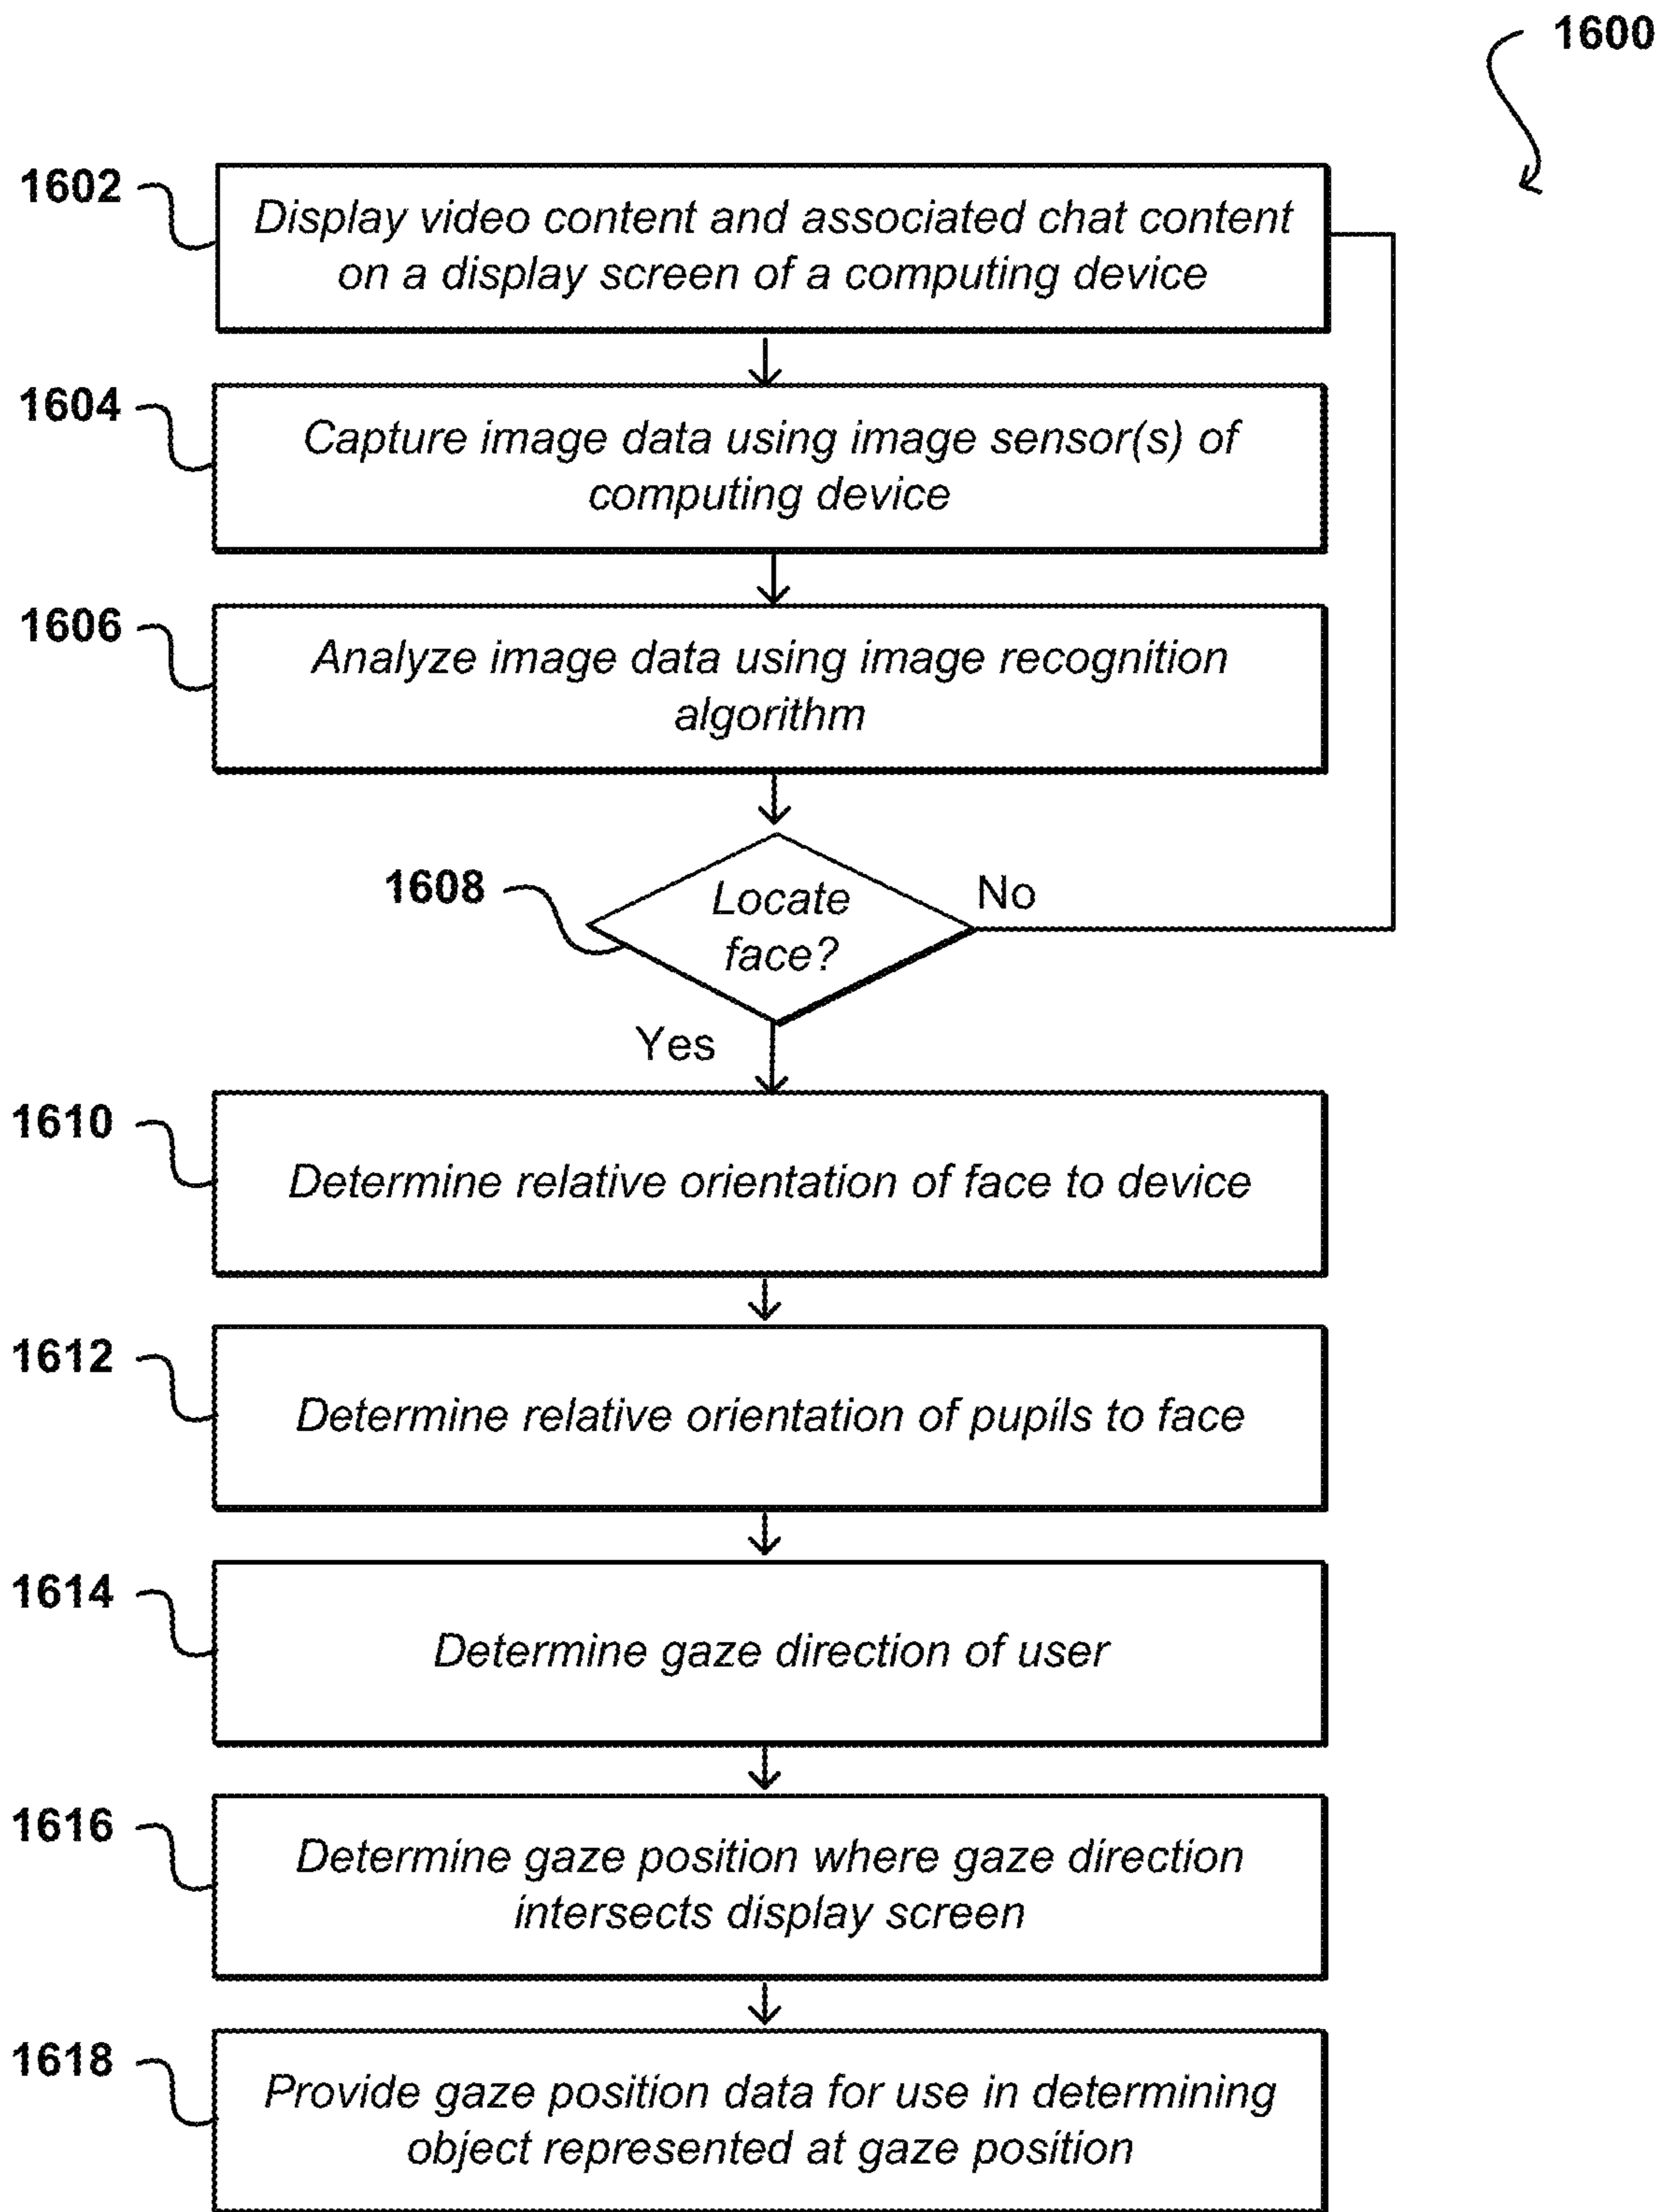 1600
1602
Display video content and associated chat content
on a display screen of a computing device
1604
Capture image data using image sensor(s) of
computing device
1606
Analyze image data using image recognition
algorithm
1608
Locate
face?
No
Yes
1610
Determine relative orientation of face to device
1612
Determine relative orientation of pupils to face
1614
Determine gaze direction of user
1616
Determine gaze position where gaze direction
intersects display screen
1618
Provide gaze position data for use in determining
object represented at gaze position